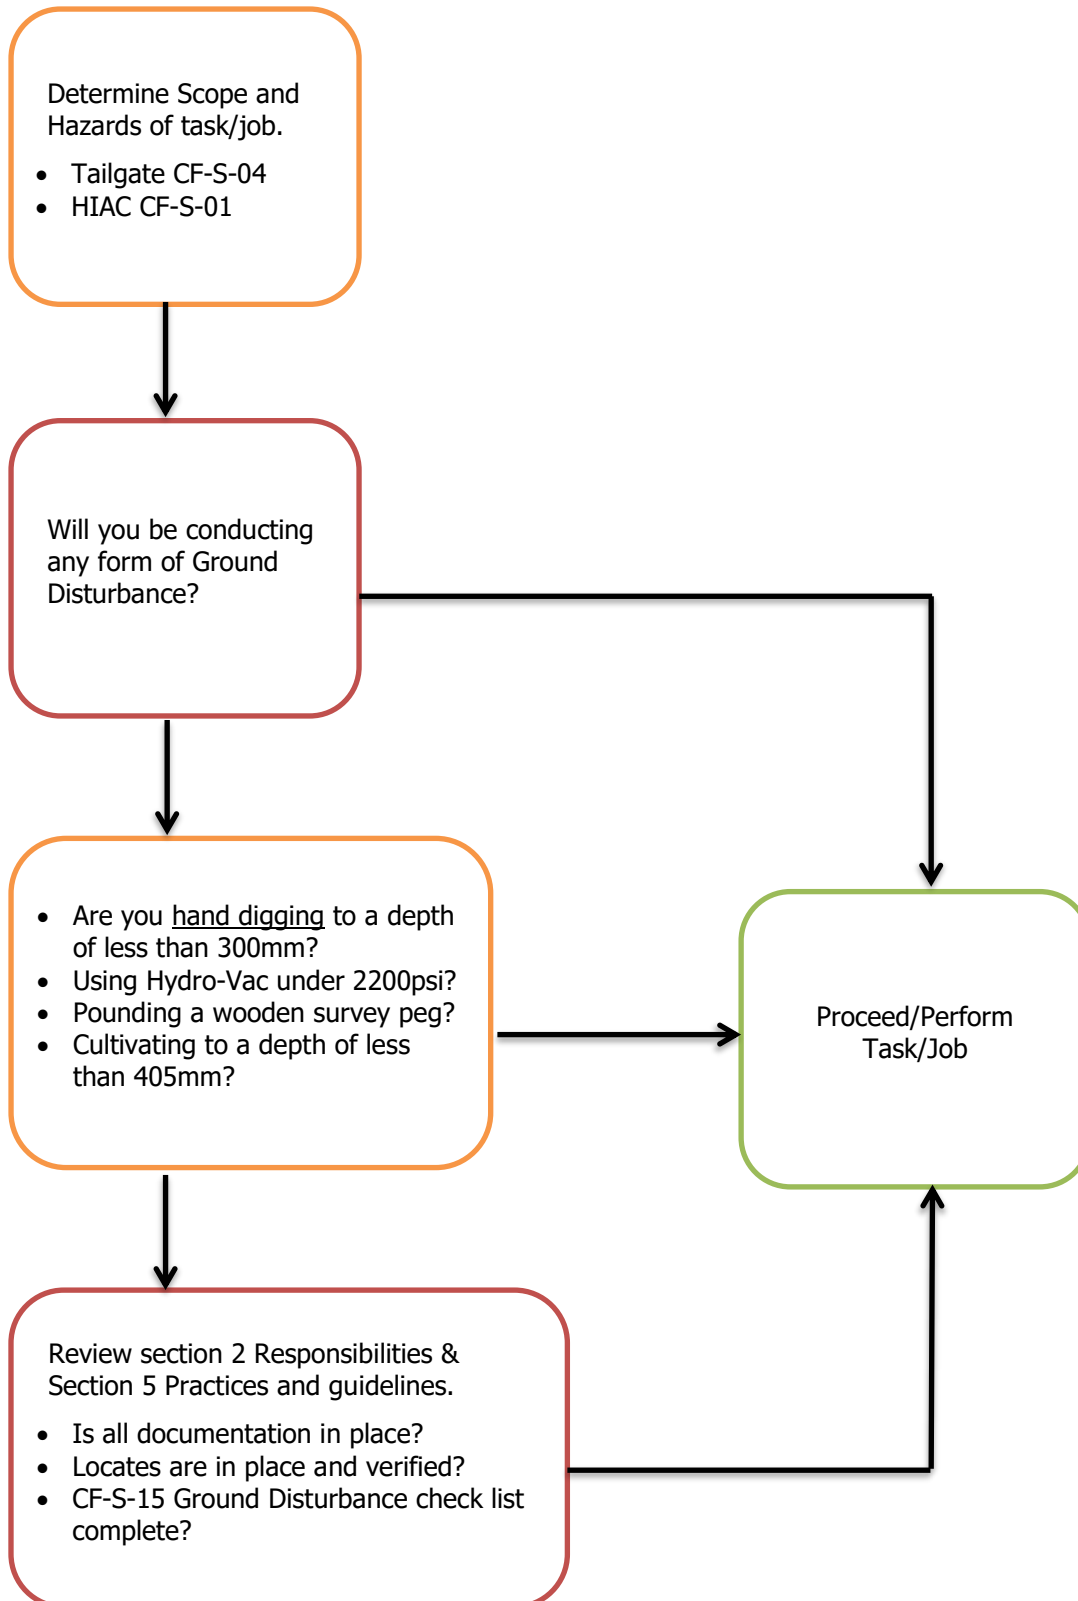 Determine Scope and
Hazards of task/job.
• Tailgate CF-S-04
• HIAC CF-S-01
Will you be conducting
any form of Ground
Disturbance?
• Are you hand digging to a depth
of less than 300mm?
• Using Hydro-Vac under 2200psi?
• Pounding a wooden survey peg?
• Cultivating to a depth of less
than 405mm?
Proceed/Perform
Task/Job
Review section 2 Responsibilities &
Section 5 Practices and guidelines.
• Is all documentation in place?
• Locates are in place and verified?
• CF-S-15 Ground Disturbance check list
complete?